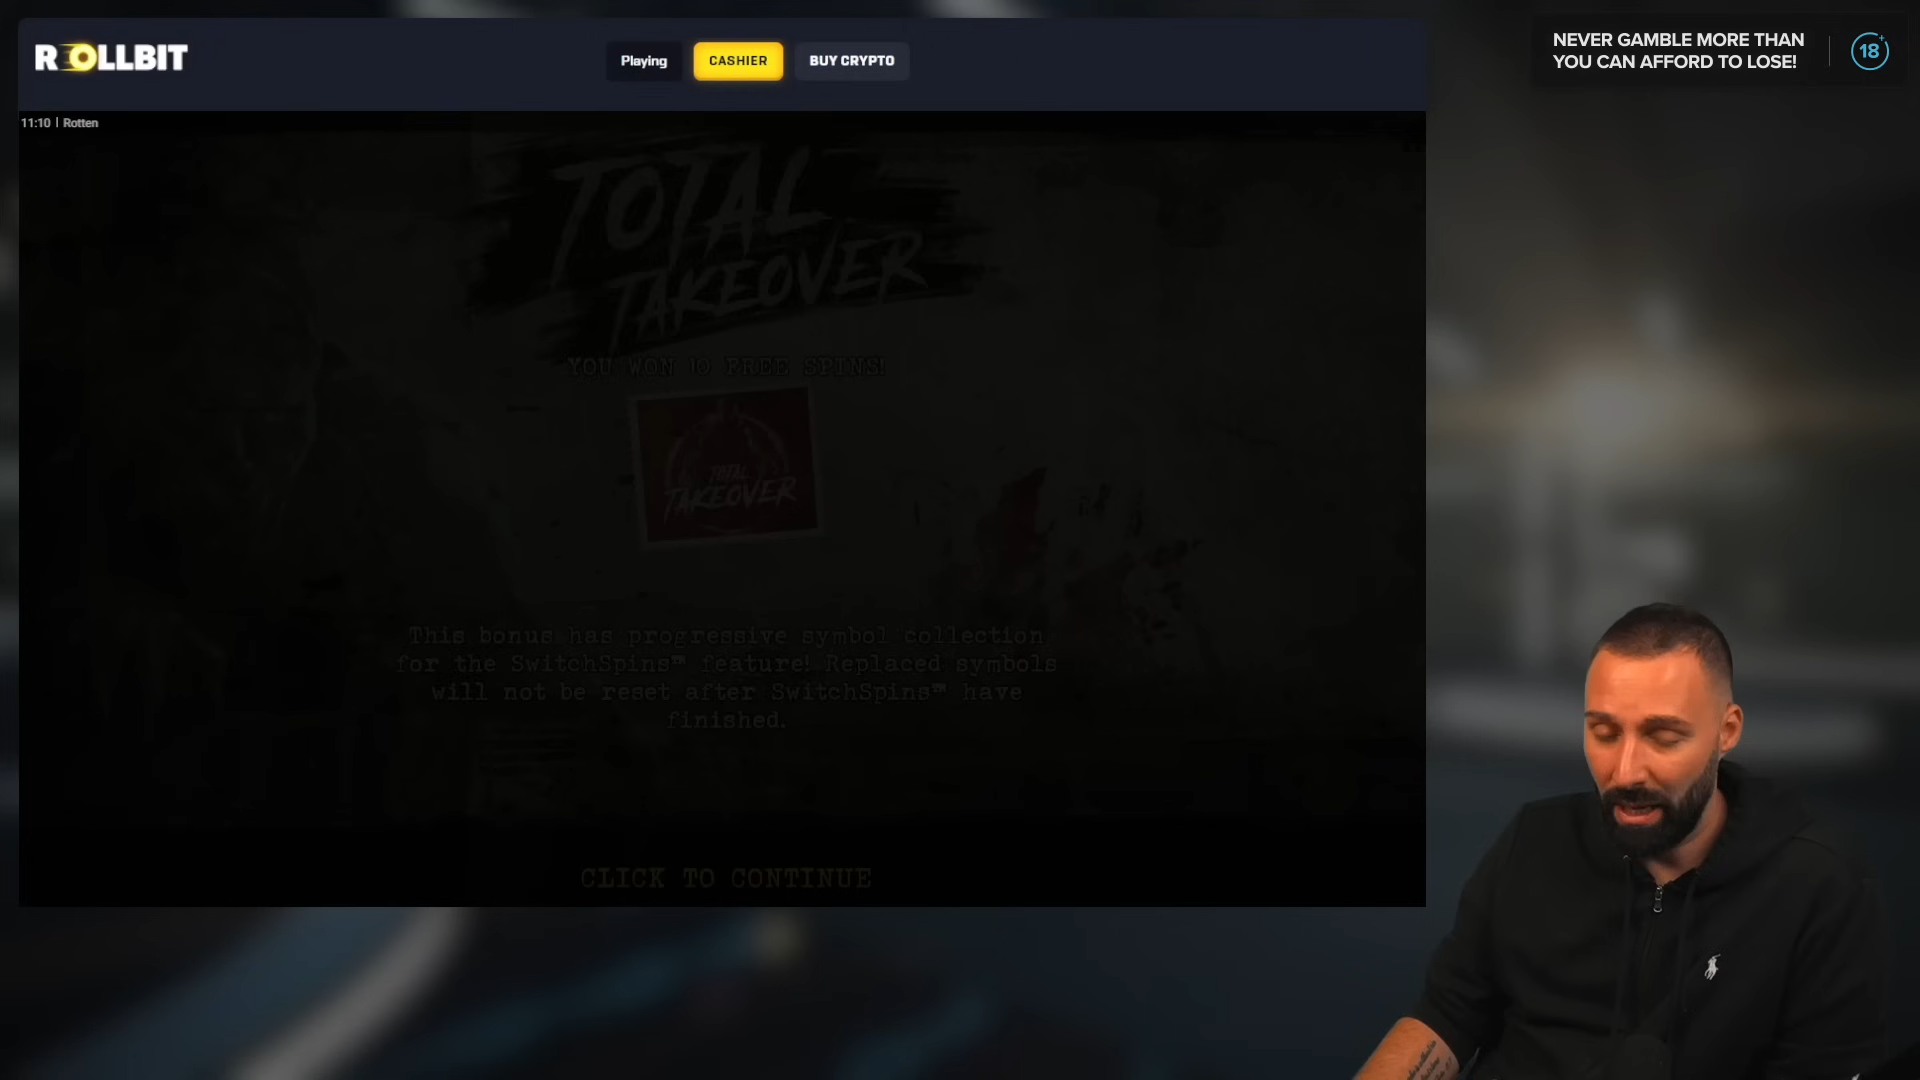 ROLLBIT
Playing
CASHIER
BUY CRYPTO
NEVER GAMBLE MORE THAN
YOU CAN AFFORD TO LOSE!
18+
11:10 | Rotten
TOTAL
TAKEOVER
YOU WON 10 FREE SPINS!
TOTAL
TAKEOVER
This bonus has progressive symbol collection
for the SwitchSpins™ feature! Replaced symbols
will not be reset after SwitchSpins™ have
finished.
CLICK TO CONTINUE